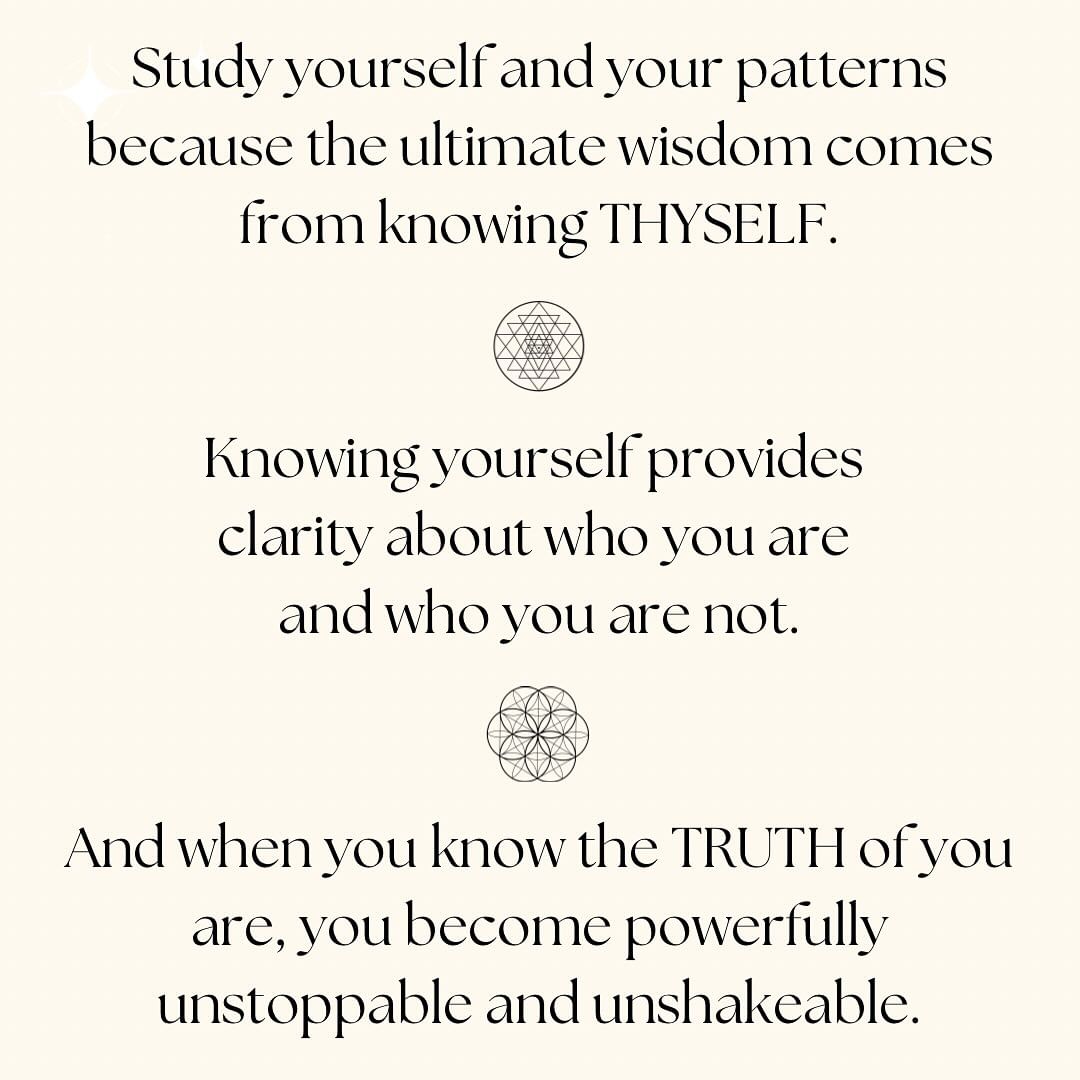 Study yourself and your patterns
because the ultimate wisdom comes
from knowing THYSELF.
Knowing yourself provides
clarity about who you are
and who you are not.
And when you know the TRUTH of you
are, you become powerfully
unstoppable and unshakeable.